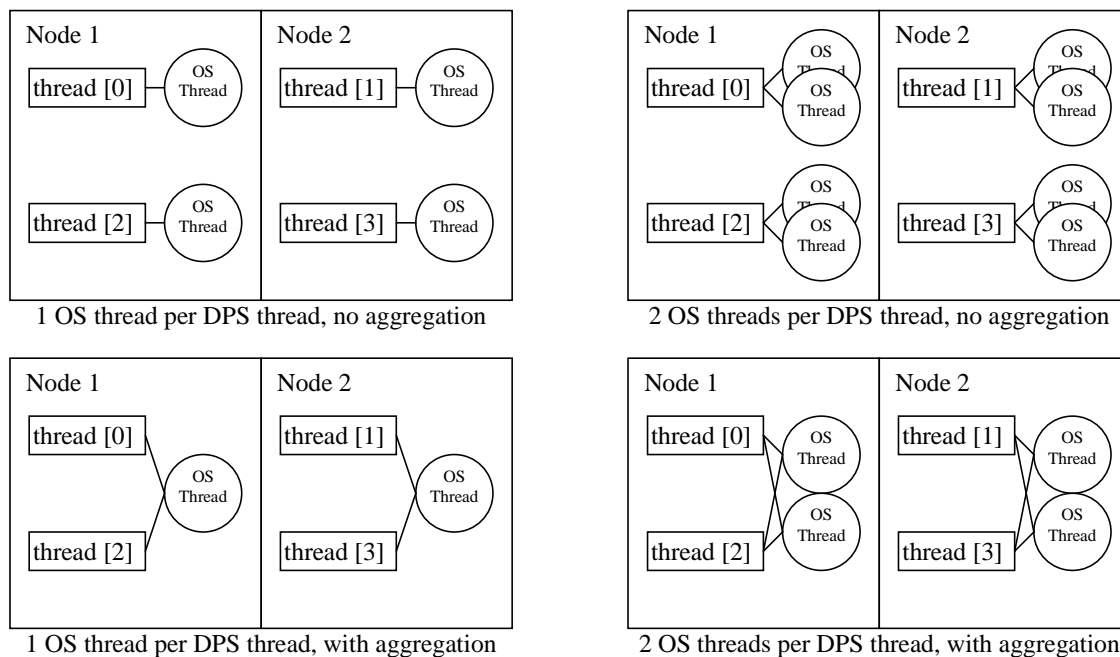 Node 1
Node 2
thread [0]
OS
Thread
thread [1]
OS
Thread
thread [2]
OS
Thread
thread [3]
OS
Thread
1 OS thread per DPS thread, no aggregation
Node 1
Node 2
thread [0]
OS
Thread
OS
Thread
thread [1]
OS
Thread
OS
Thread
thread [2]
OS
Thread
OS
Thread
thread [3]
OS
Thread
OS
Thread
2 OS threads per DPS thread, no aggregation
Node 1
Node 2
thread [0]
thread [1]
OS
Thread
OS
Thread
thread [2]
thread [3]
1 OS thread per DPS thread, with aggregation
Node 1
Node 2
thread [0]
OS
Thread
thread [1]
OS
Thread
thread [2]
OS
Thread
thread [3]
OS
Thread
2 OS threads per DPS thread, with aggregation